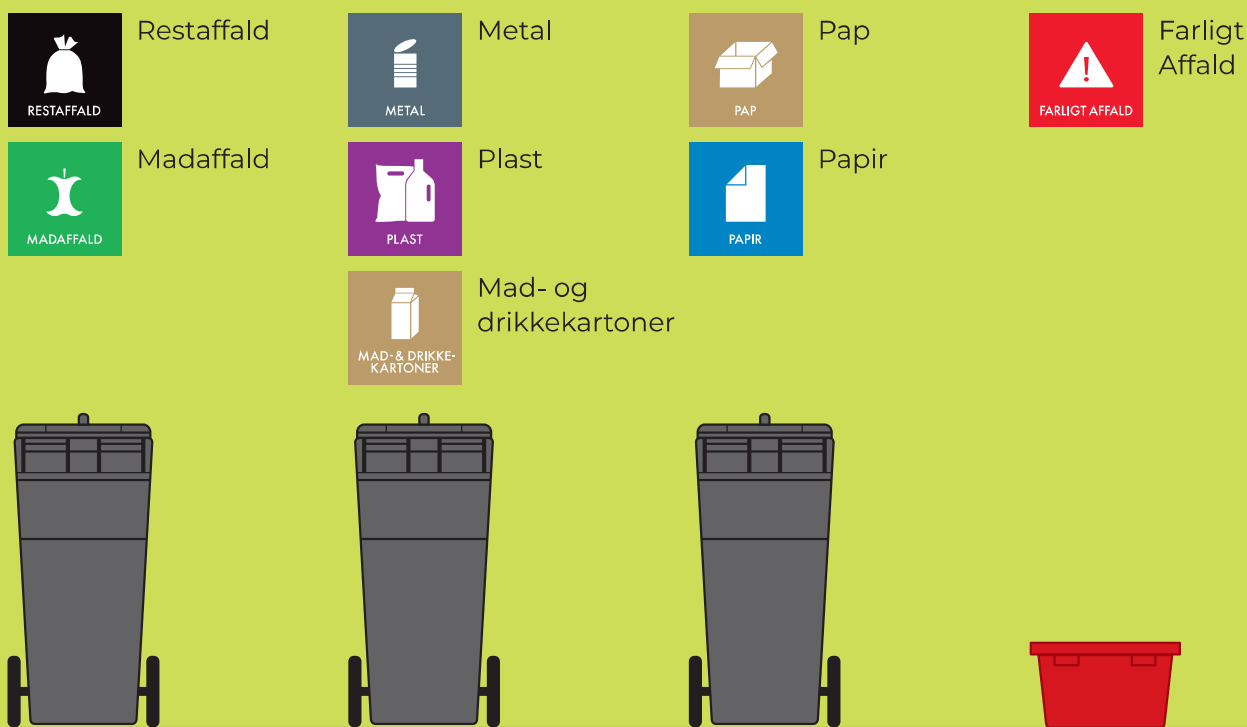 Restaffald
RESTAFFALD
Madaffald
MADAFFALD
Metal
METAL
Plast
PLAST
Mad- og
drikkekartoner
MAD-& DRIKKE-
KARTONER
Pap
PAP
Papir
PAPIR
Farligt
Affald
FARLIGT AFFALD